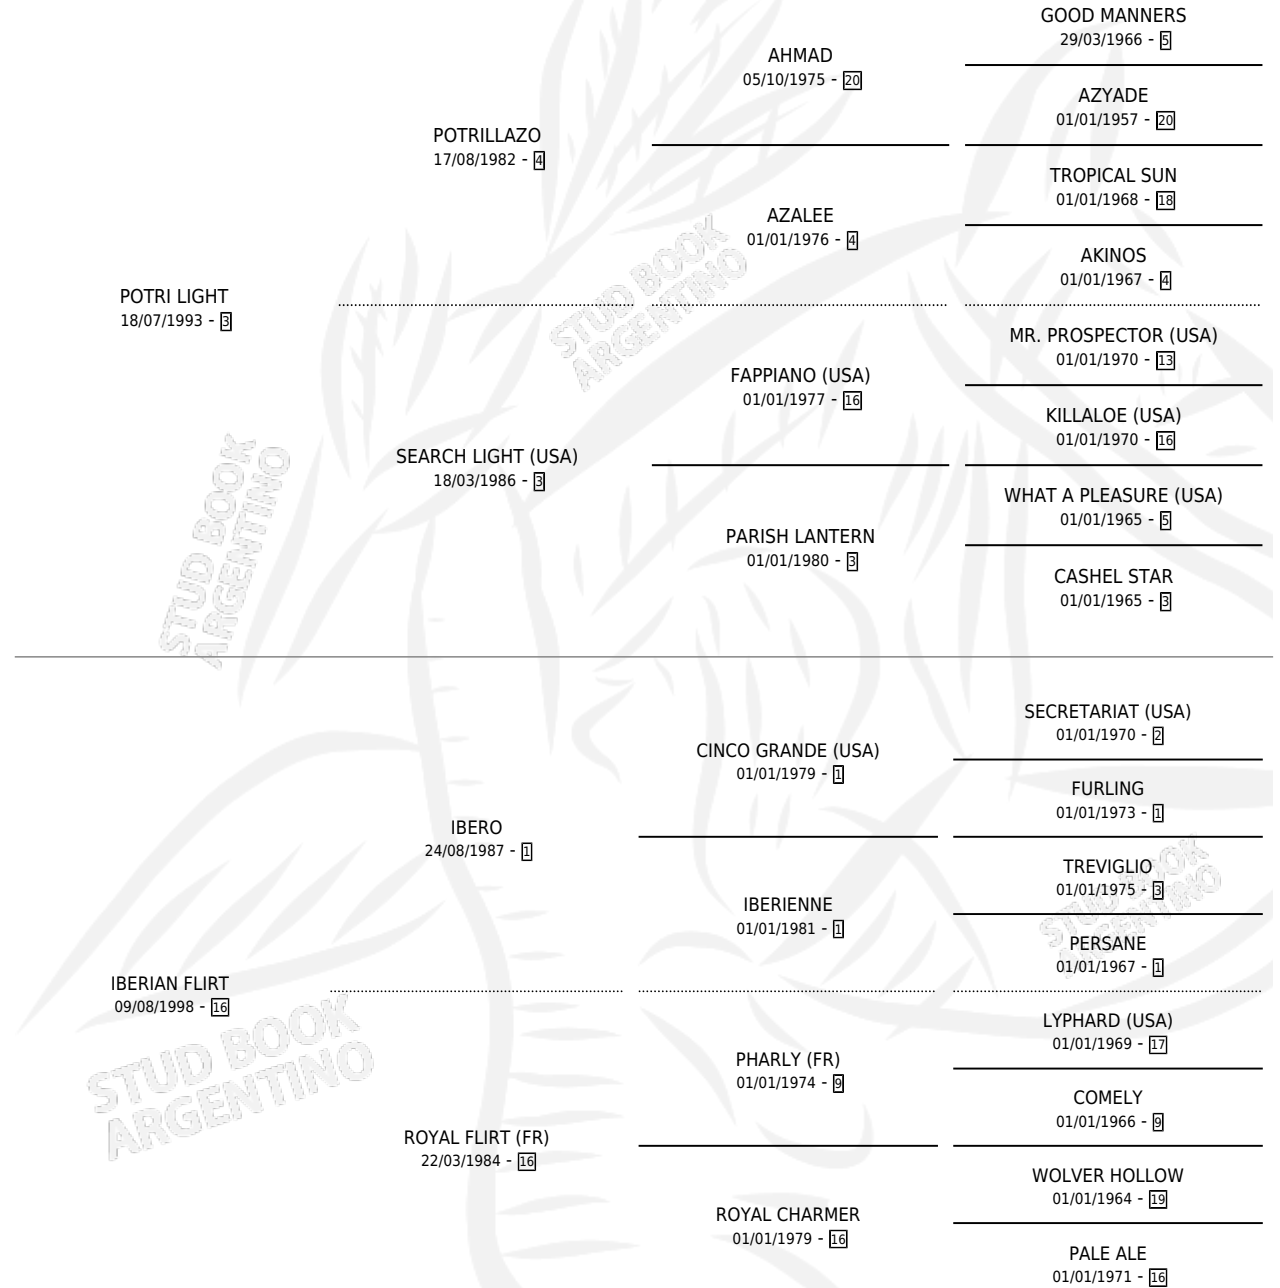 GOOD MANNERS
29/03/1966 - 5
AHMAD
05/10/1975 - 20
AZYADE
01/01/1957 - 20
POTRILLAZO
17/08/1982 - 4
TROPICAL SUN
01/01/1968 - 18
AZALEE
01/01/1976 - 4
AKINOS
01/01/1967 - 4
POTRI LIGHT
18/07/1993 - 3
MR. PROSPECTOR (USA)
01/01/1970 - 13
FAPPIANO (USA)
01/01/1977 - 16
KILLALOE (USA)
01/01/1970 - 16
SEARCH LIGHT (USA)
18/03/1986 - 3
WHAT A PLEASURE (USA)
01/01/1965 - 5
PARISH LANTERN
01/01/1980 - 3
CASHEL STAR
01/01/1965 - 3
SECRETARIAT (USA)
01/01/1970 - 2
CINCO GRANDE (USA)
01/01/1979 - 1
FURLING
01/01/1973 - 1
IBERO
24/08/1987 - 1
TREVIGLIO
01/01/1975 - 3
IBERIENNE
01/01/1981 - 1
PERSANE
01/01/1967 - 1
IBERIAN FLIRT
09/08/1998 - 16
LYPHARD (USA)
01/01/1969 - 17
PHARLY (FR)
01/01/1974 - 9
COMELY
01/01/1966 - 9
ROYAL FLIRT (FR)
22/03/1984 - 16
WOLVER HOLLOW
01/01/1964 - 19
ROYAL CHARMER
01/01/1979 - 16
PALE ALE
01/01/1971 - 16
STUD BOOK
ARGENTINO
STUD BOOK
ARGENTINO
STUD BOOK
ARGENTINO
STUD BOOK
ARGENTINO